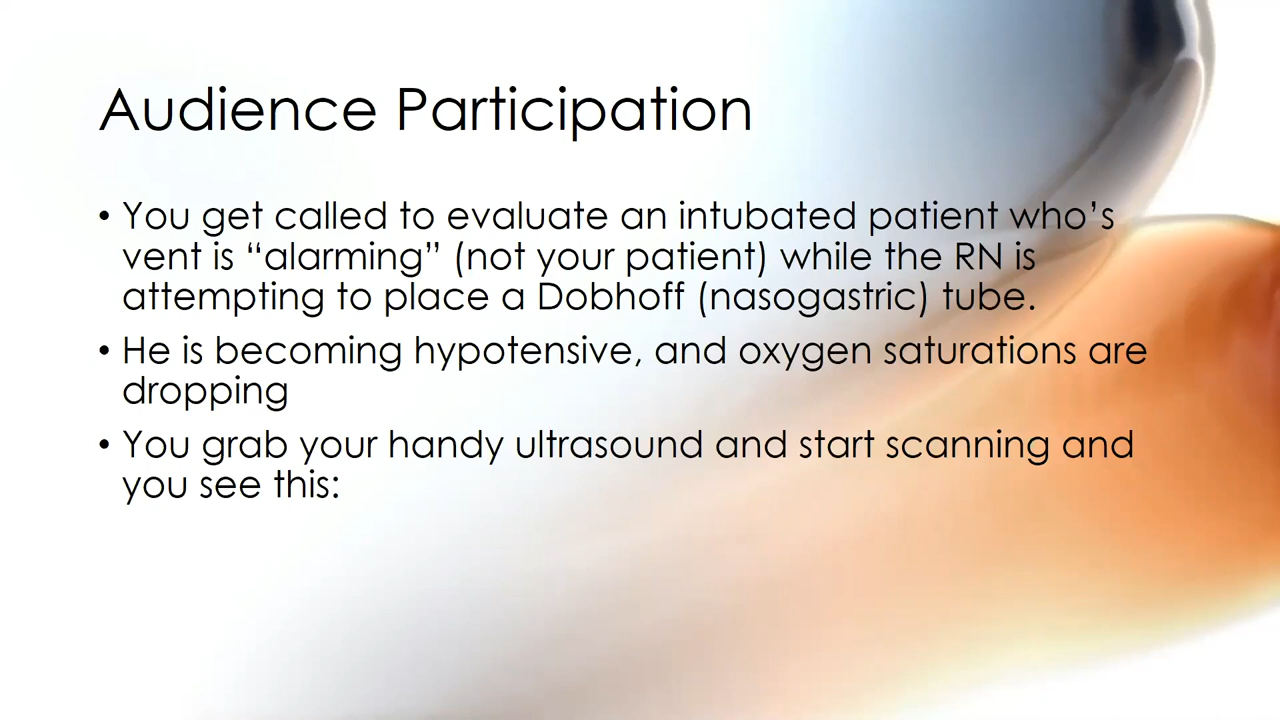 Audience Participation
• You get called to evaluate an intubated patient who’s
vent is “alarming” (not your patient) while the RN is
attempting to place a Dobhoff (nasogastric) tube.
• He is becoming hypotensive, and oxygen saturations are
dropping
• You grab your handy ultrasound and start scanning and
you see this: